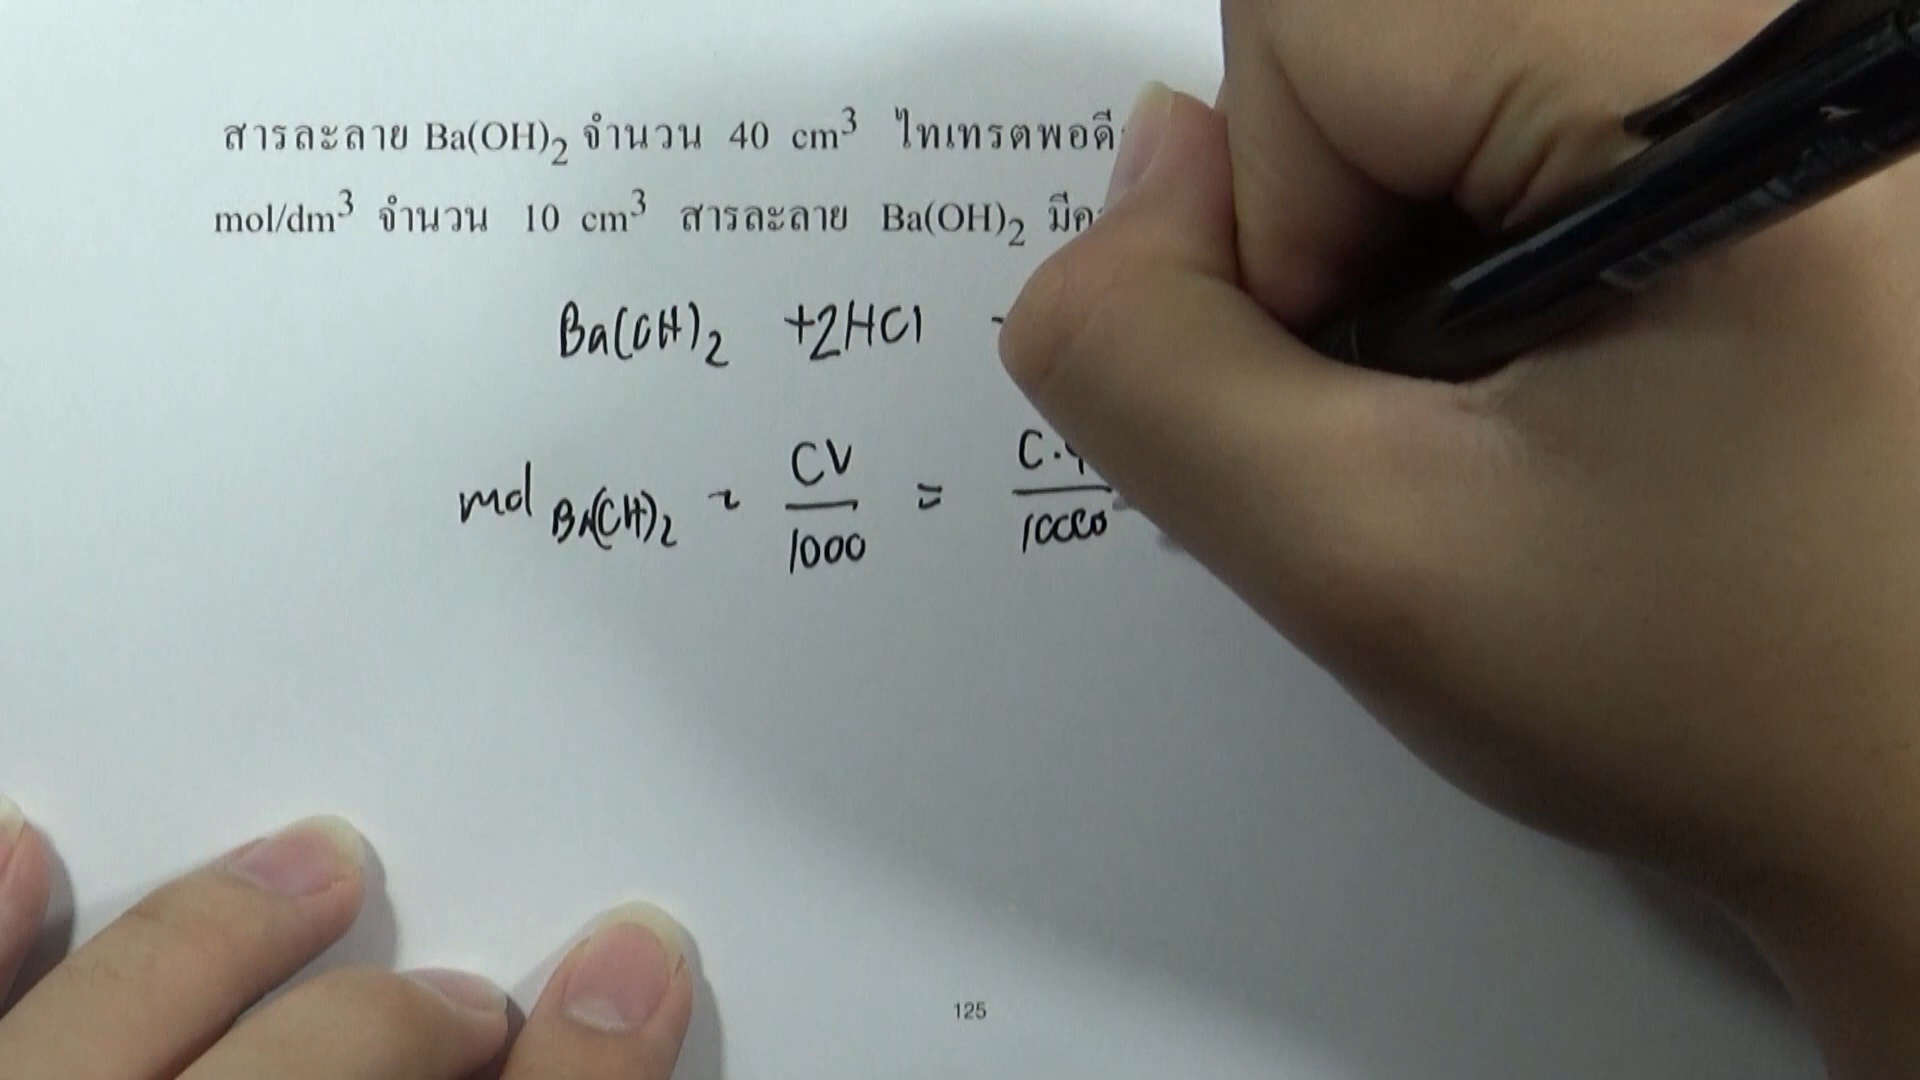 สารละลาย Ba(OH)2 จำนวน 40 cm3 ไทเทรตพอดี
mol/dm3 จำนวน 10 cm3 สารละลาย Ba(OH)2
Ba(OH)2 +2HCl
mol Ba(OH)2 = CV/1000 =
125